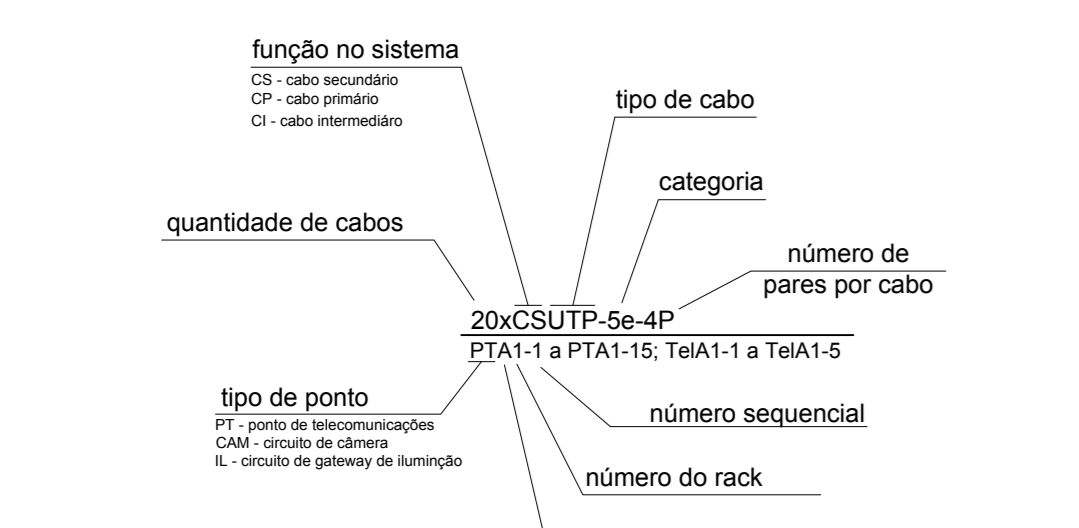 função no sistema
CS - cabo secundário
CP - cabo primário
CI - cabo intermediáro
tipo de cabo
categoria
quantidade de cabos
número de
pares por cabo
20xCSUTP-5e-4P
PTA1-1 a PTA1-15; TelA1-1 a TelA1-5
tipo de ponto
PT - ponto de telecomunicações
CAM - circuito de câmera
IL - circuito de gateway de iluminção
número sequencial
número do rack